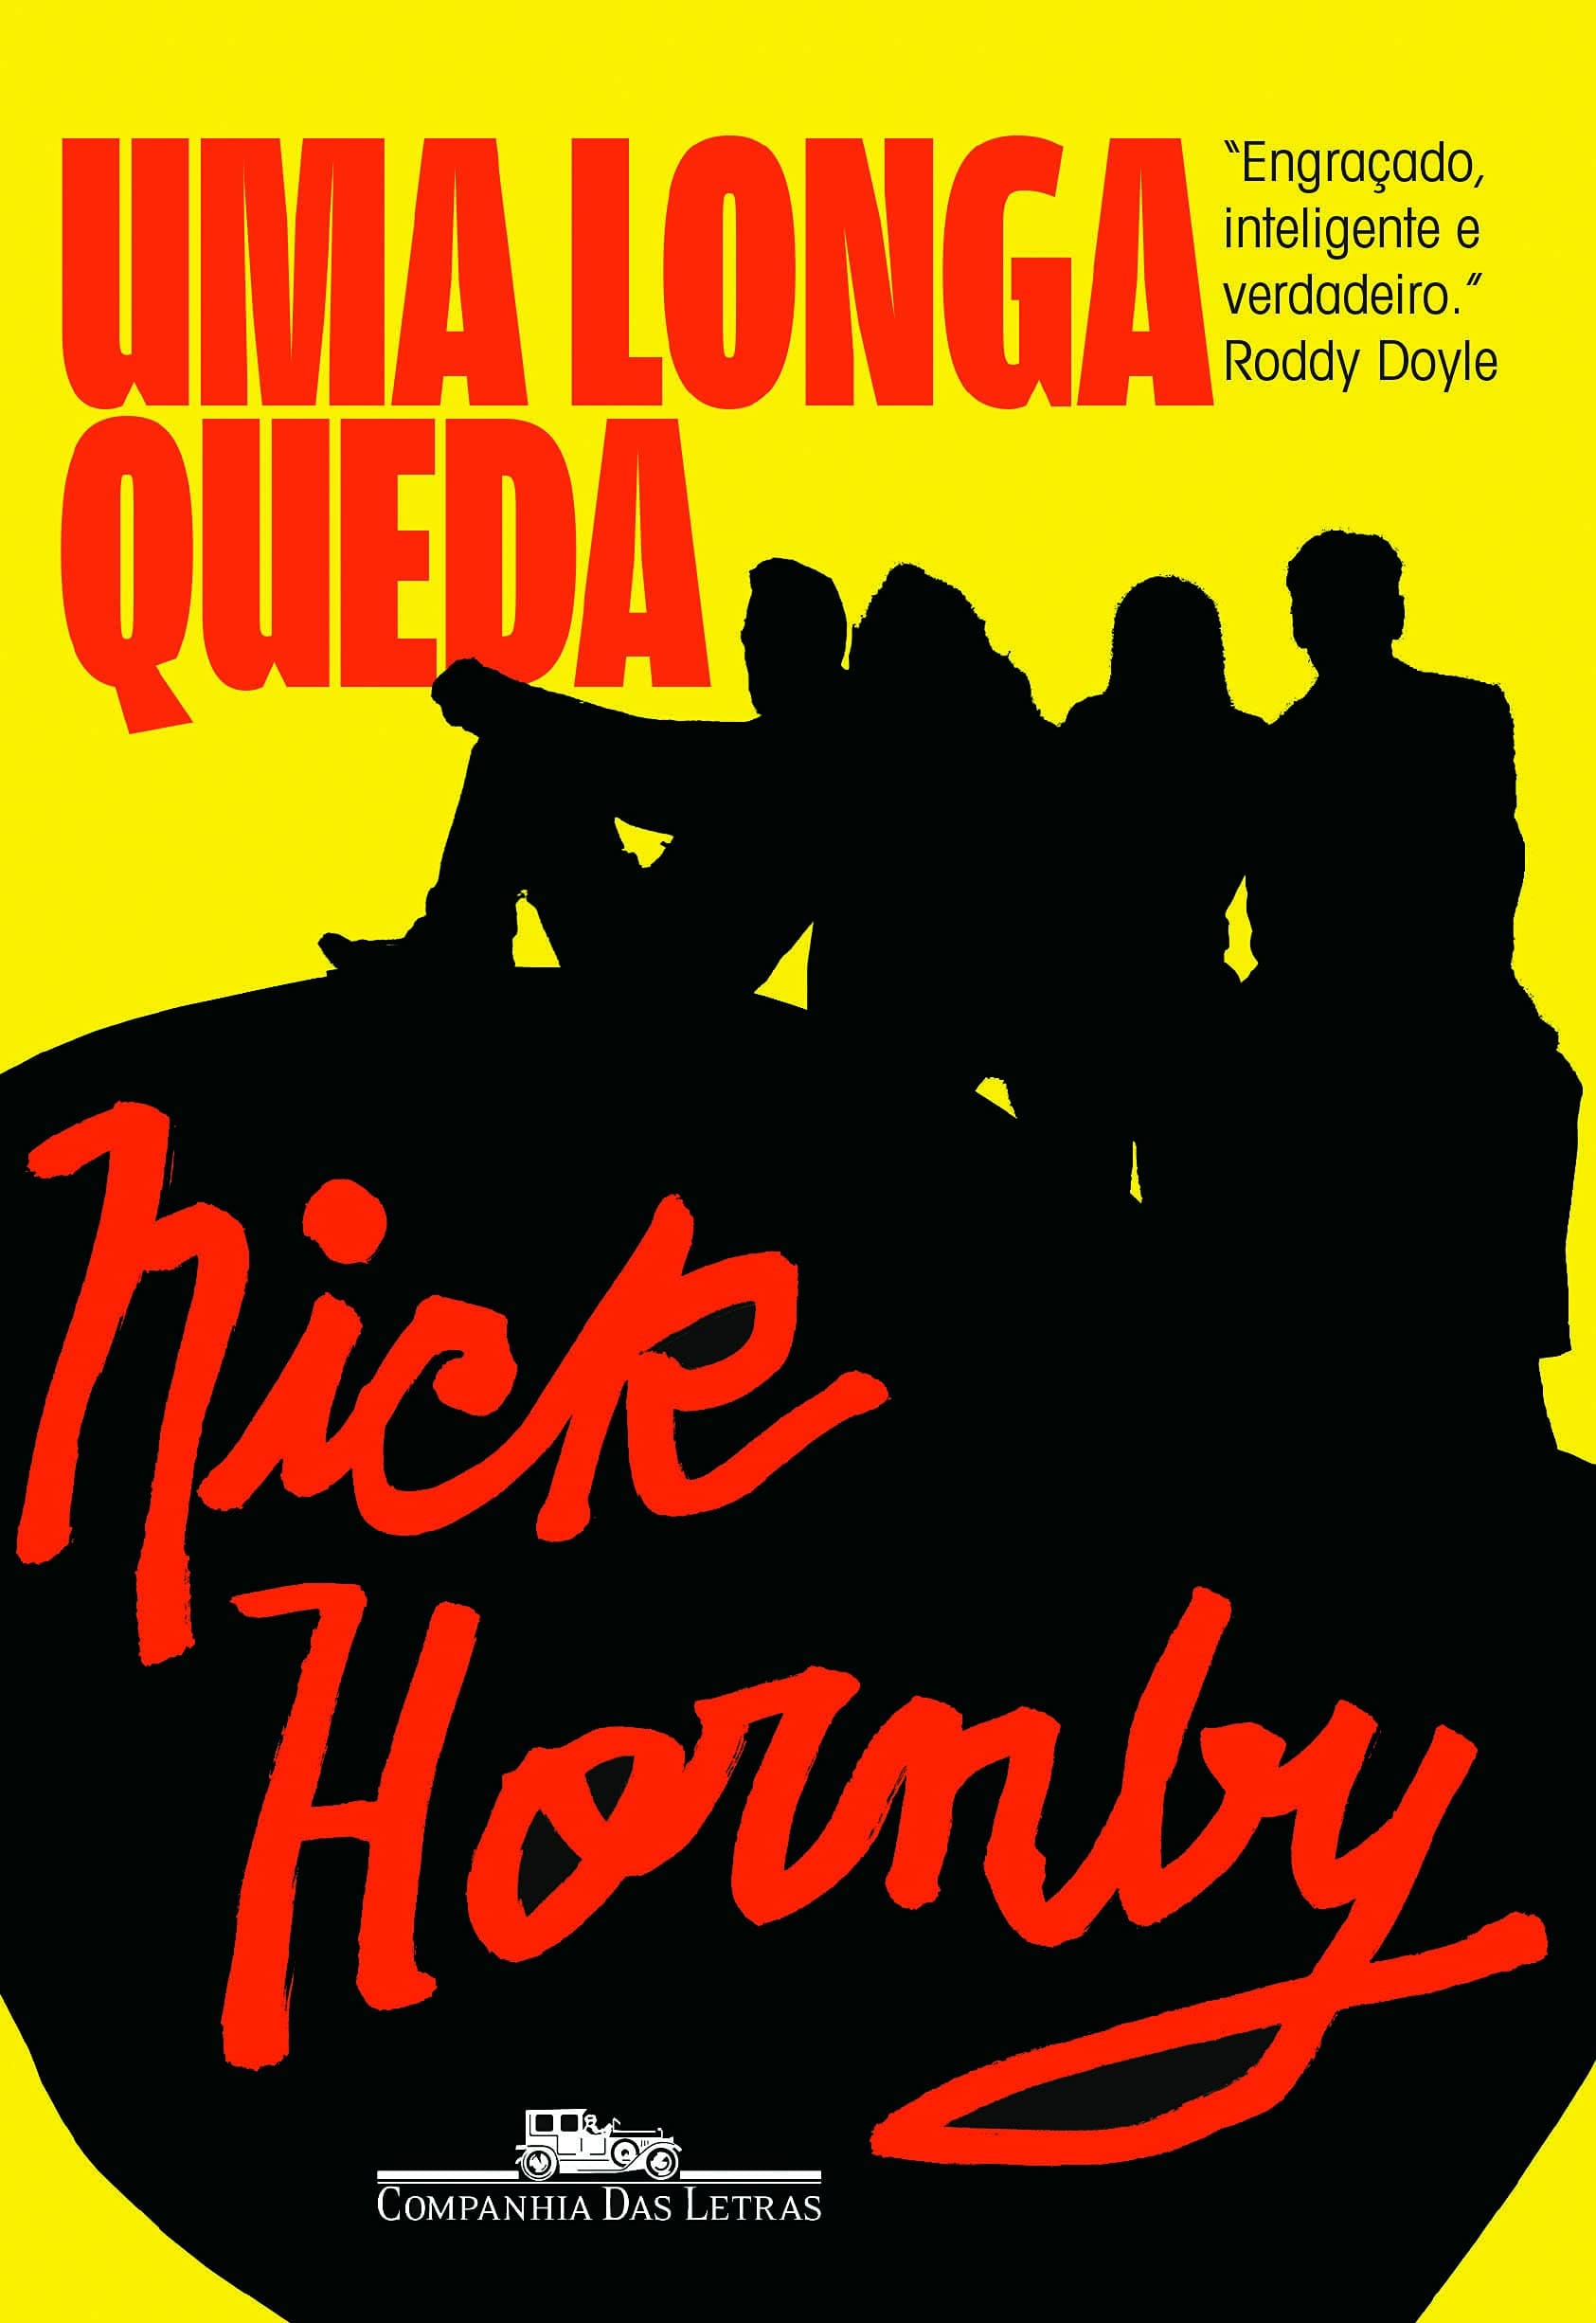 UMA LONGA
QUEDA
“Engraçado,
inteligente e
verdadeiro.“
Roddy Doyle
Nick
Hornby
COMPANHIA DAS LETRAS